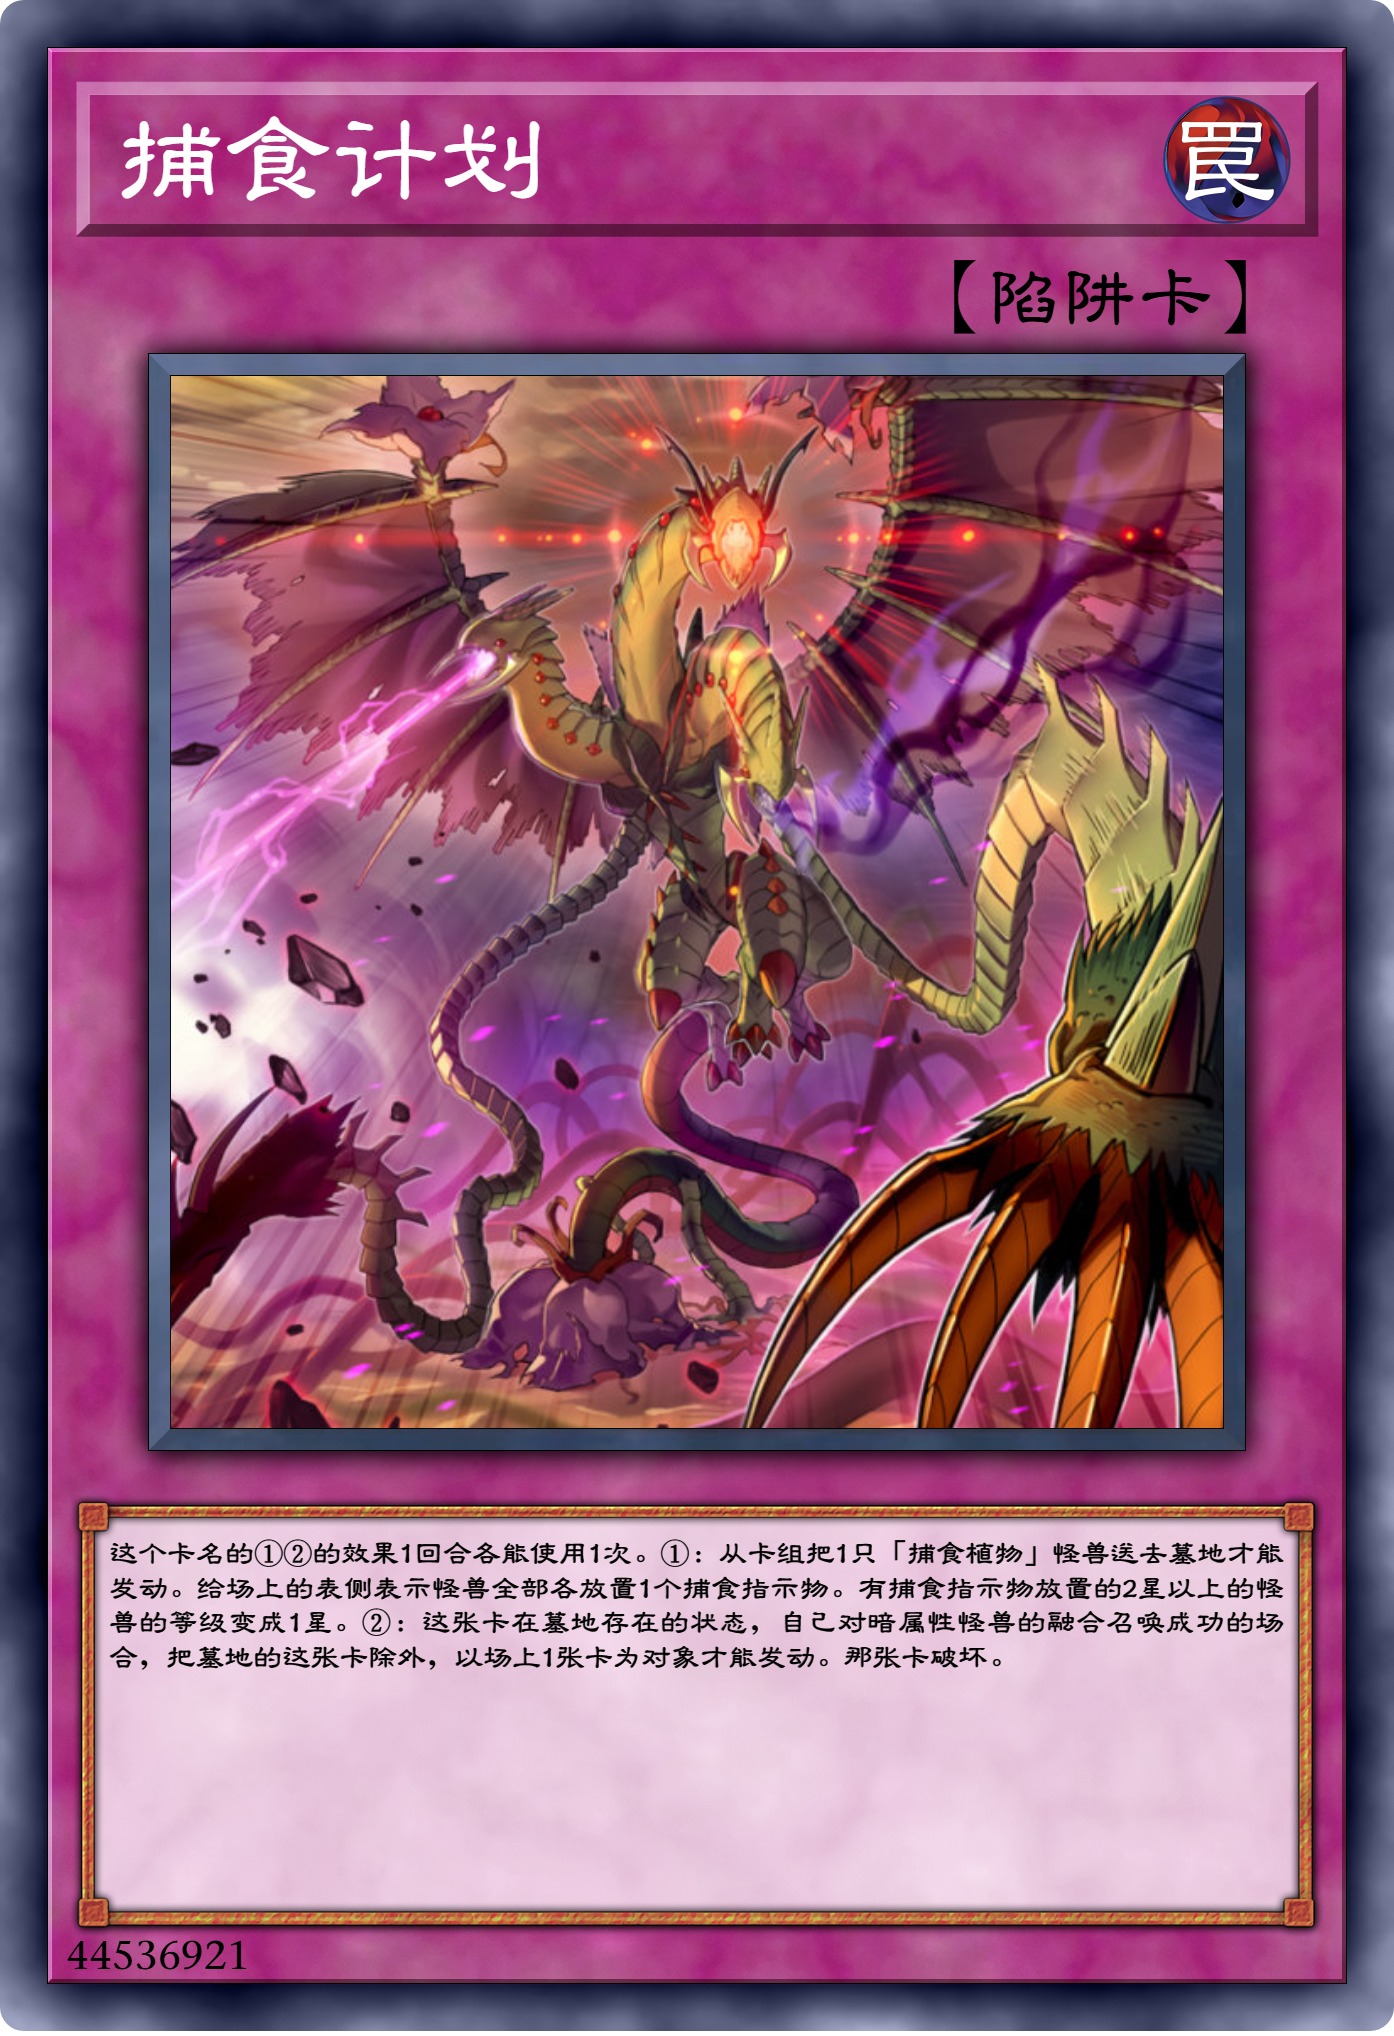 捕食计划
罠
【陷阱卡】
这个卡名的①②的效果1回合各能使用1次。①：从卡组把1只「捕食植物」怪兽送去墓地才能
发动。给场上的表侧表示怪兽全部各放置1个捕食指示物。有捕食指示物放置的2星以上的怪
兽的等级变成1星。②：这张卡在墓地存在的状态，自己对暗属性怪兽的融合召唤成功的场
合，把墓地的这张卡除外，以场上1张卡为对象才能发动。那张卡破坏。
44536921